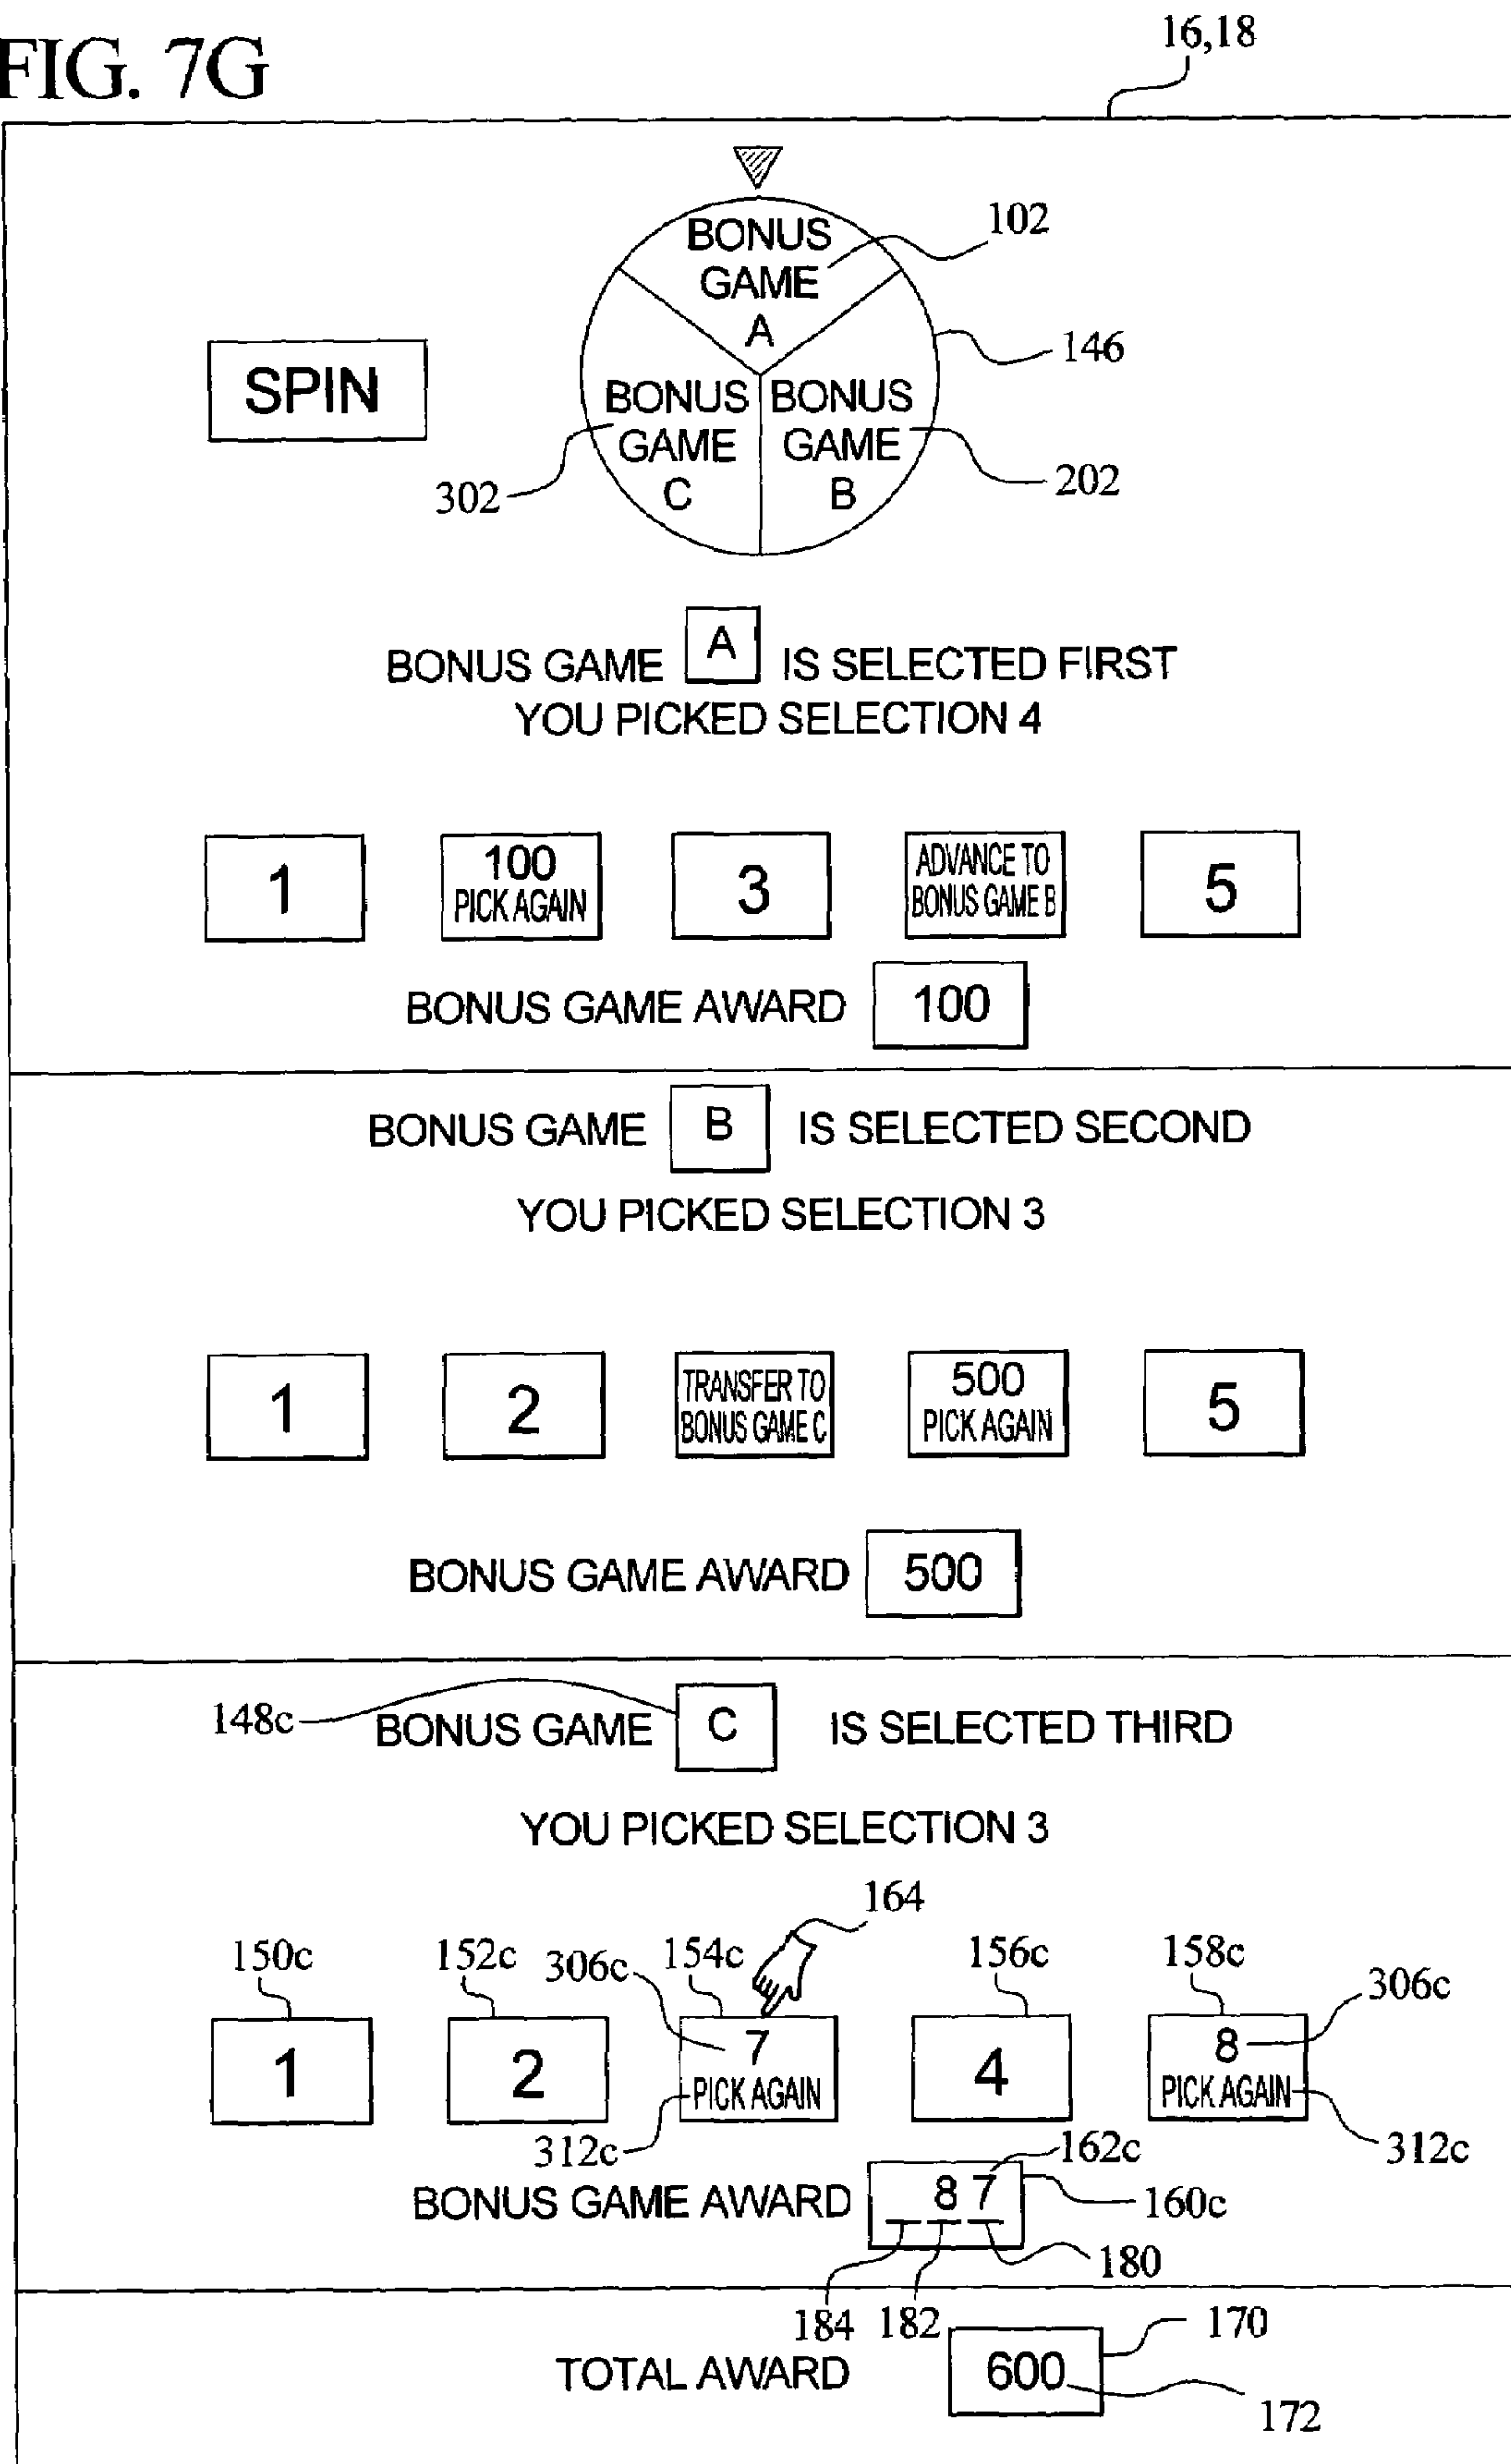 FIG. 7G
16,18
BONUS
GAME
A
102
146
SPIN
BONUS
GAME
C
BONUS
GAME
B
302
202
BONUS GAME A IS SELECTED FIRST
YOU PICKED SELECTION 4
1
100
PICK AGAIN
3
ADVANCE TO
BONUS GAME B
5
BONUS GAME AWARD 100
BONUS GAME B IS SELECTED SECOND
YOU PICKED SELECTION 3
1
2
TRANSFER TO
BONUS GAME C
500
PICK AGAIN
5
BONUS GAME AWARD 500
148c
BONUS GAME C IS SELECTED THIRD
YOU PICKED SELECTION 3
164
150c
152c
306c
154c
156c
158c
306c
1
2
7
PICK AGAIN
4
8
PICK AGAIN
312c
162c
312c
BONUS GAME AWARD 8 7
160c
180
184
182
170
TOTAL AWARD 600
172